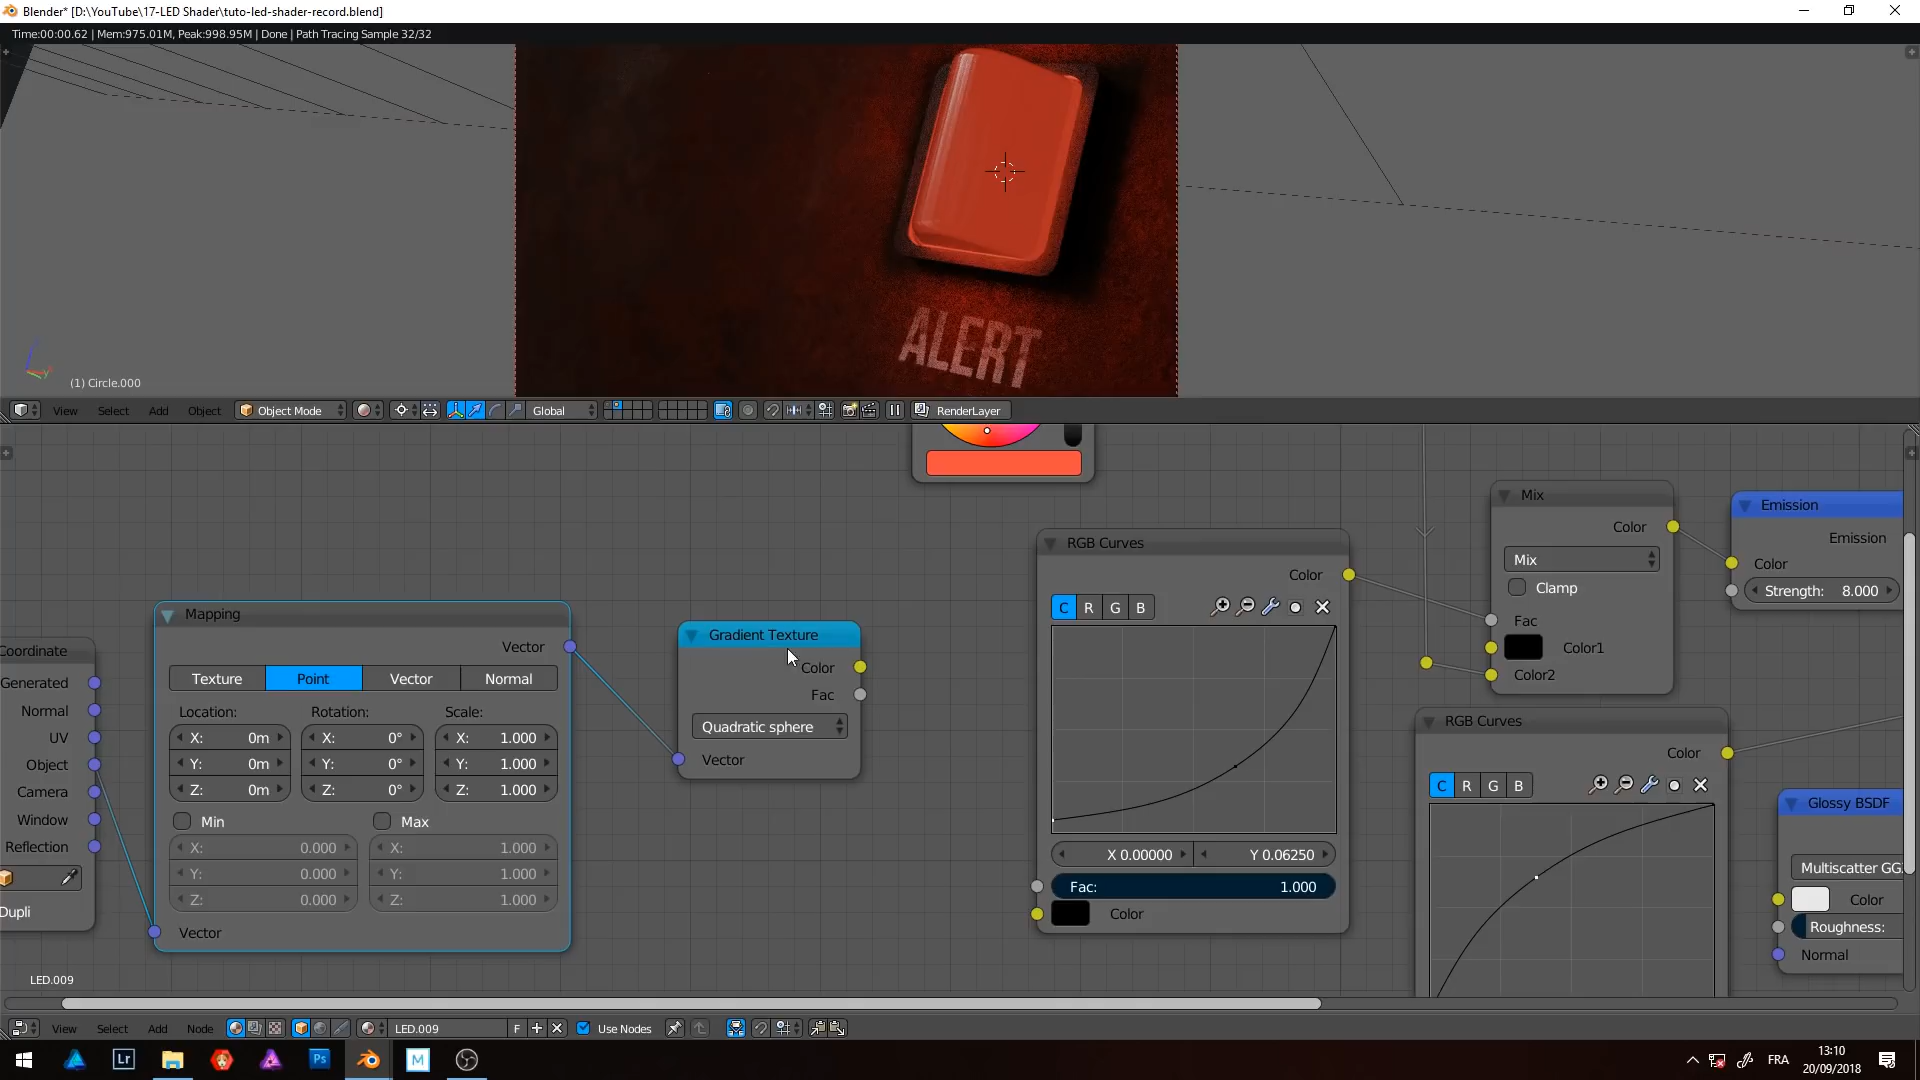 Blender* [D:\YouTube\17-LED Shader\tuto-led-shader-record.blend]
Time:00:00.62 | Mem:975.01M, Peak:998.95M | Done | Path Tracing Sample 32/32
ALERT
(1) Circle.000
View Select Add Object Object Mode Global RenderLayer
Mix
Color
Mix
Clamp
Fac
Color1
Color2
Emission
Emission
Color
Strength: 8.000
RGB Curves
Color
C R G B
X 0.00000 Y 0.06250
Fac: 1.000
Color
Mapping
Vector
Texture Point Vector Normal
Location: Rotation: Scale:
X: 0m X: 0° X: 1.000
Y: 0m Y: 0° Y: 1.000
Z: 0m Z: 0° Z: 1.000
Min Max
X: 0.000 X: 1.000
Y: 0.000 Y: 1.000
Z: 0.000 Z: 1.000
Vector
Gradient Texture
Color
Fac
Quadratic sphere
Vector
Coordinate
Generated
Normal
UV
Object
Camera
Window
Reflection
Dupli
RGB Curves
Color
C R G B
Glossy BSDF
Multiscatter GG
Color
Roughness:
Normal
LED.009
View Select Add Node LED.009 F Use Nodes
Lr Ps M FRA 13:10
20/09/2018